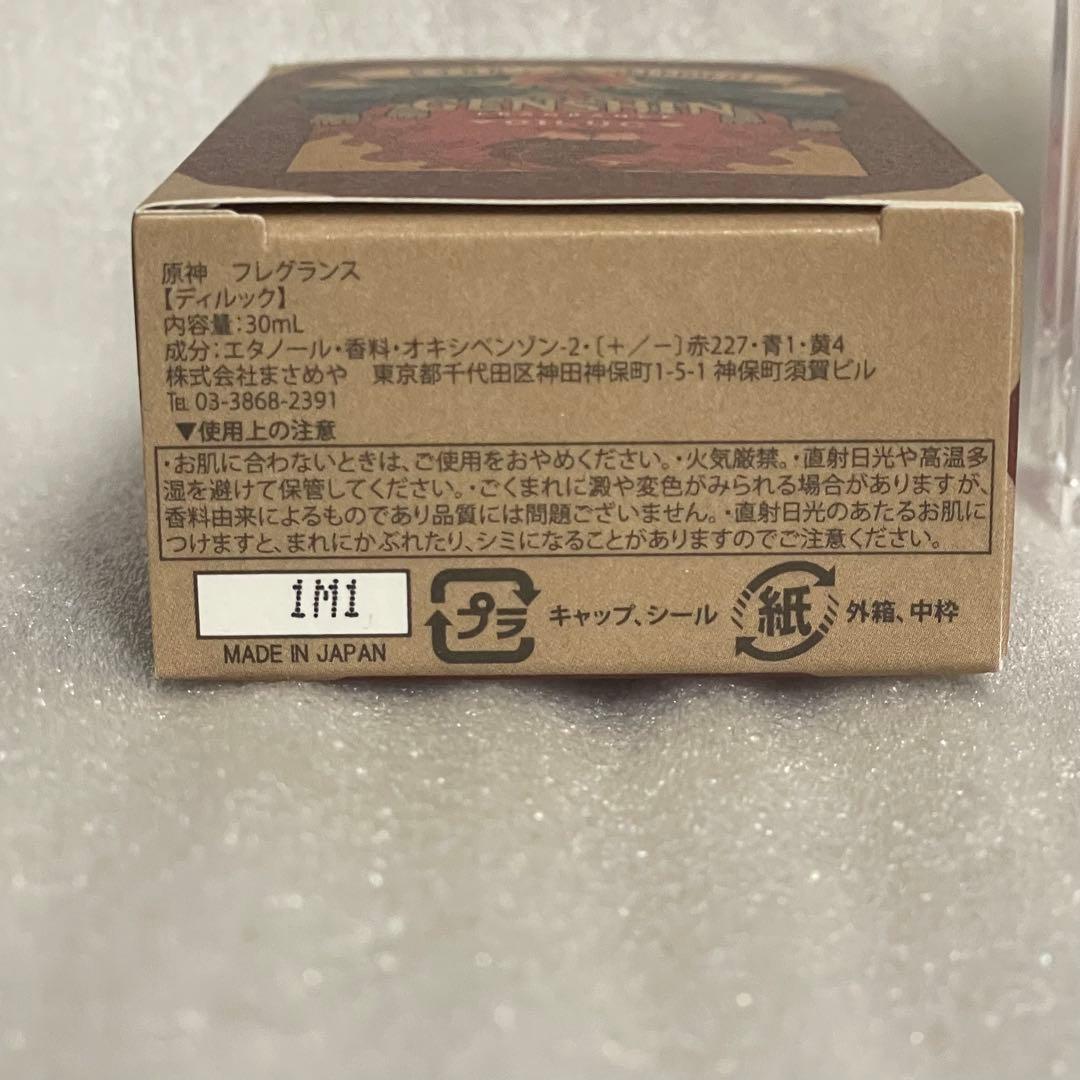 GENSHIN
原神　フレグランス
【ディルック】
内容量:30mL
成分:エタノール・香料・オキシベンゾン-2・〔＋／－〕赤227・青1・黄4
株式会社まさめや　東京都千代田区神田神保町1-5-1 神保町須賀ビル
℡ 03-3868-2391
▼使用上の注意
・お肌に合わないときは、ご使用をおやめください。・火気厳禁。・直射日光や高温多
湿を避けて保管してください。・ごくまれに澱や変色がみられる場合がありますが、
香料由来によるものであり品質には問題ございません。・直射日光のあたるお肌に
つけますと、まれにかぶれたり、シミになることがありますのでご注意ください。
1M1
MADE IN JAPAN
プラ
キャップ、シール
紙
外箱、中枠